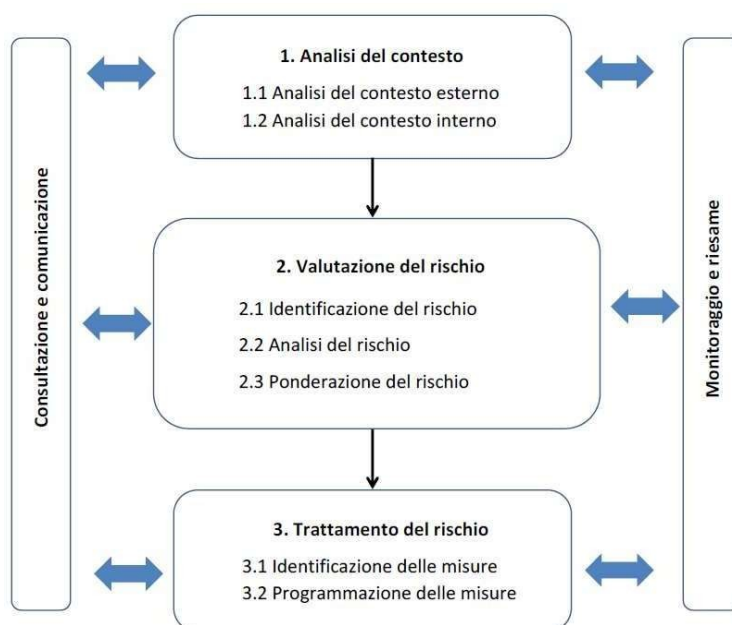 Consultazione e comunicazione
1. Analisi del contesto
1.1 Analisi del contesto esterno
1.2 Analisi del contesto interno
2. Valutazione del rischio
2.1 Identificazione del rischio
2.2 Analisi del rischio
2.3 Ponderazione del rischio
3. Trattamento del rischio
3.1 Identificazione delle misure
3.2 Programmazione delle misure
Monitoraggio e riesame